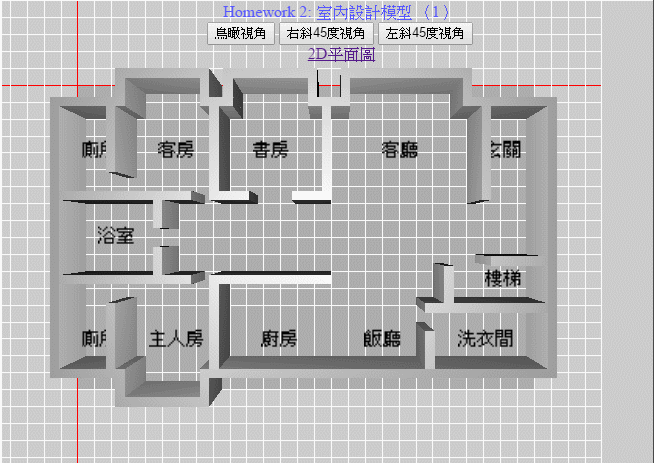 Homework 2: 室內設計模型 （1）
鳥瞰視角 右斜45度視角 左斜45度視角
2D平面圖
廁 客房 書房 客廳 玄關
浴室
樓梯
廁 主人房 廚房 飯廳 洗衣間